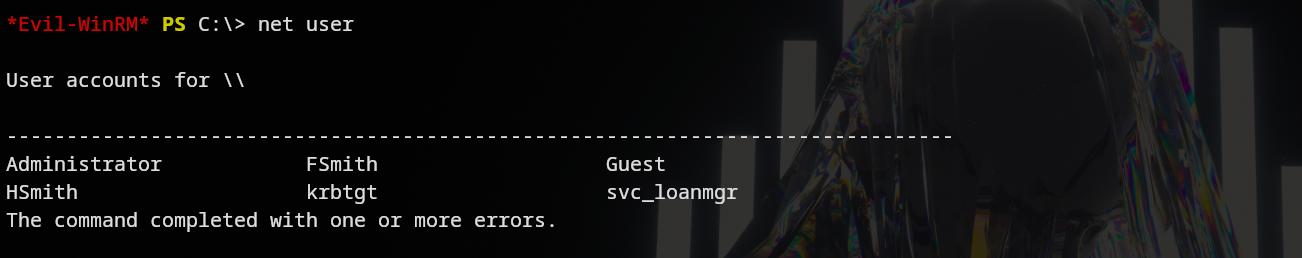 *Evil-WinRM* PS C:\> net user
User accounts for \\
-------------------------------------------------------------------------------
Administrator            FSmith                   Guest
HSmith                   krbtgt                   svc_loanmgr
The command completed with one or more errors.